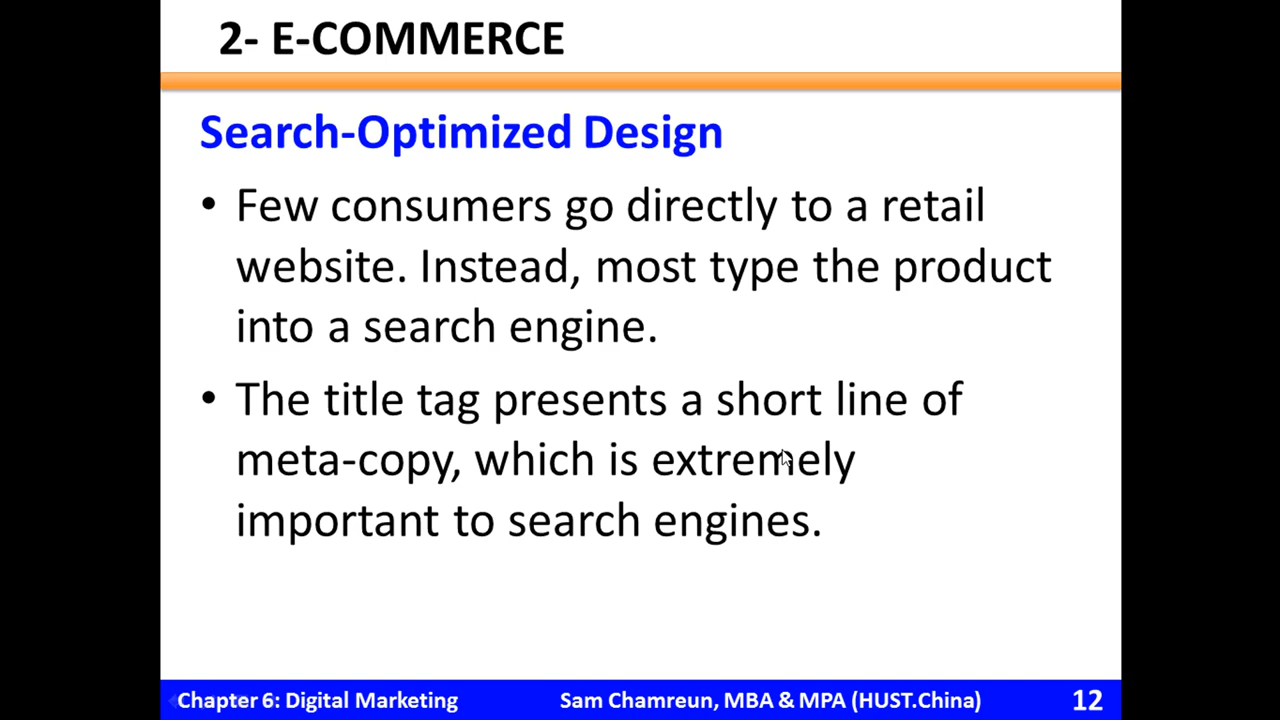 2- E-COMMERCE
Search-Optimized Design
• Few consumers go directly to a retail
website. Instead, most type the product
into a search engine.
• The title tag presents a short line of
meta-copy, which is extremely
important to search engines.
Chapter 6: Digital Marketing Sam Chamreun, MBA & MPA (HUST.China) 12